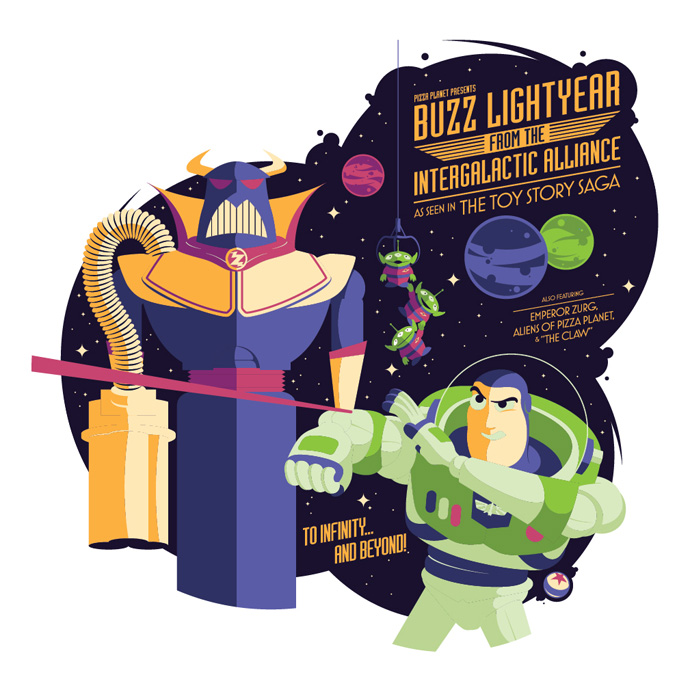 PIZZA PLANET PRESENTS
BUZZ LIGHTYEAR
FROM THE
INTERGALACTIC ALLIANCE
AS SEEN IN THE TOY STORY SAGA
ALSO FEATURING
EMPEROR ZURG,
ALIENS OF PIZZA PLANET,
& "THE CLAW"
Z
TO INFINITY...
AND BEYOND!